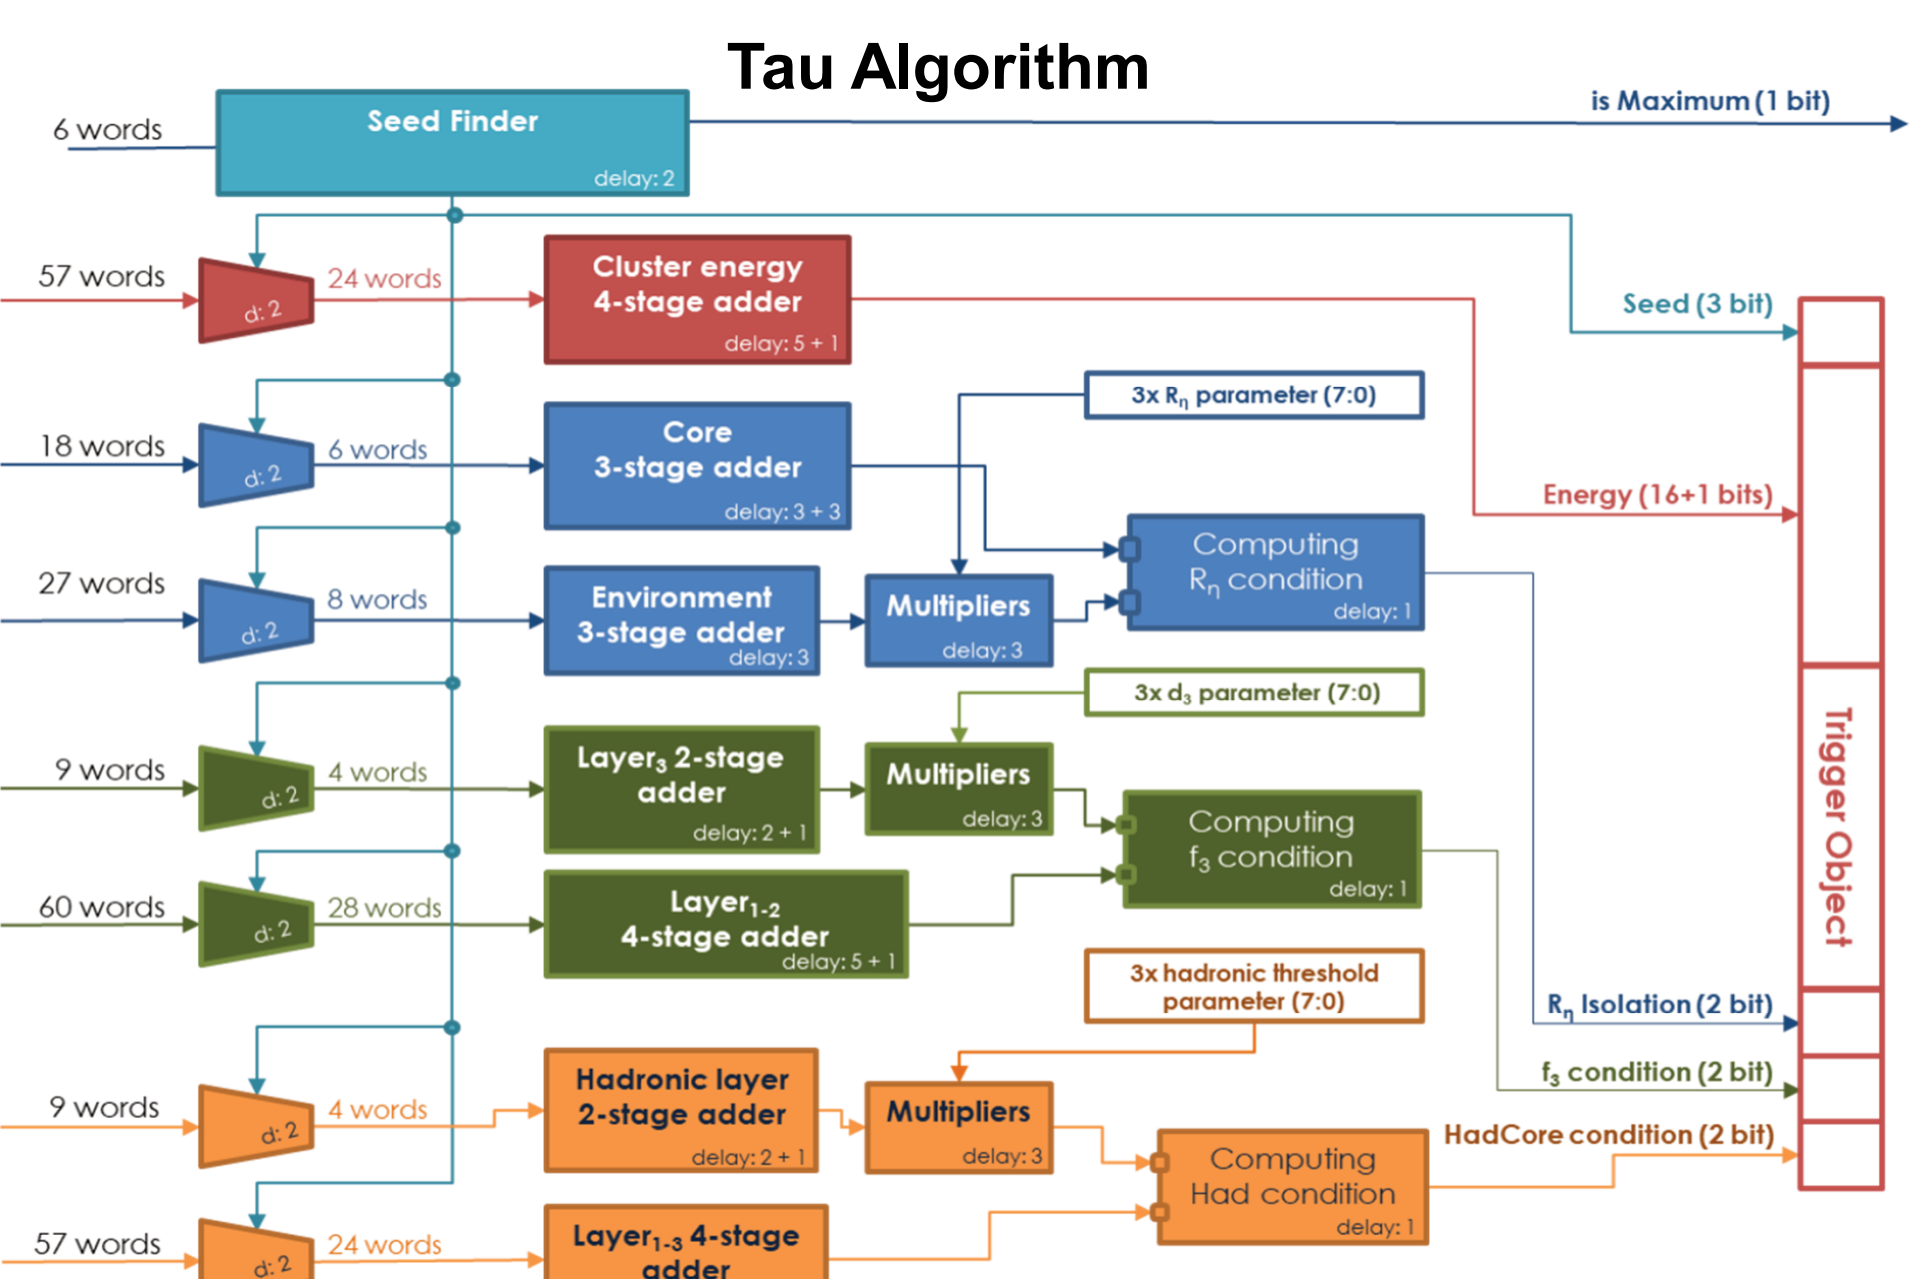 Tau Algorithm
6 words
Seed Finder
delay: 2
is Maximum (1 bit)
57 words
d: 2
24 words
Cluster energy
4-stage adder
delay: 5 + 1
Seed (3 bit)
3x Rη parameter (7:0)
18 words
d: 2
6 words
Core
3-stage adder
delay: 3 + 3
Energy (16+1 bits)
27 words
d: 2
8 words
Environment
3-stage adder
delay: 3
Multipliers
delay: 3
Computing
Rη condition
delay: 1
3x d₃ parameter (7:0)
9 words
d: 2
4 words
Layer₃ 2-stage
adder
delay: 2 + 1
Multipliers
delay: 3
Computing
f₃ condition
delay: 1
Trigger Object
60 words
d: 2
28 words
Layer₁₋₂
4-stage adder
delay: 5 + 1
3x hadronic threshold
parameter (7:0)
Rη Isolation (2 bit)
f₃ condition (2 bit)
HadCore condition (2 bit)
9 words
d: 2
4 words
Hadronic layer
2-stage adder
delay: 2 + 1
Multipliers
delay: 3
Computing
Had condition
delay: 1
57 words
d: 2
24 words
Layer₁₋₃ 4-stage
adder